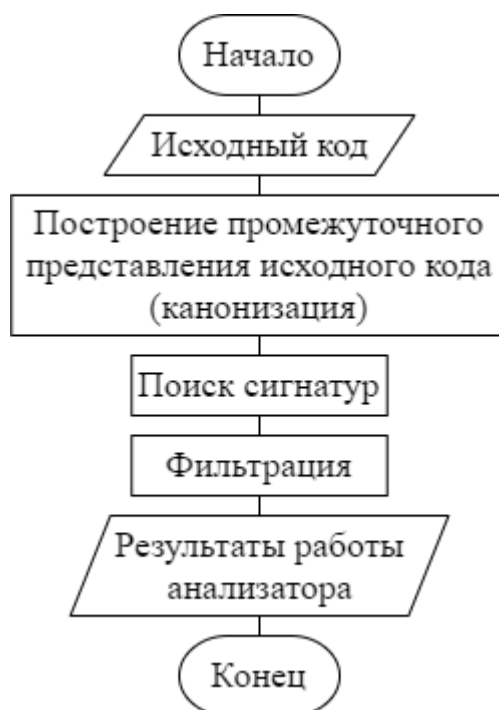 Начало
Исходный код
Построение промежуточного
представления исходного кода
(канонизация)
Поиск сигнатур
Фильтрация
Результаты работы
анализатора
Конец